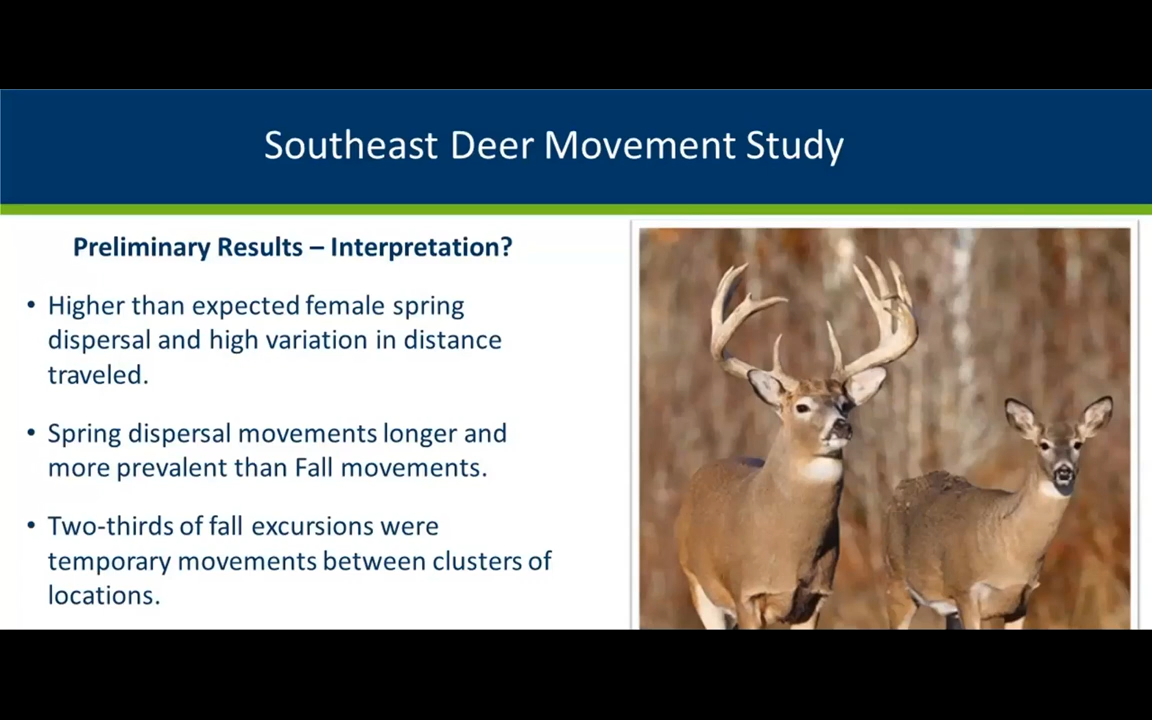 Southeast Deer Movement Study
Preliminary Results – Interpretation?
• Higher than expected female spring
dispersal and high variation in distance
traveled.
• Spring dispersal movements longer and
more prevalent than Fall movements.
• Two-thirds of fall excursions were
temporary movements between clusters of
locations.